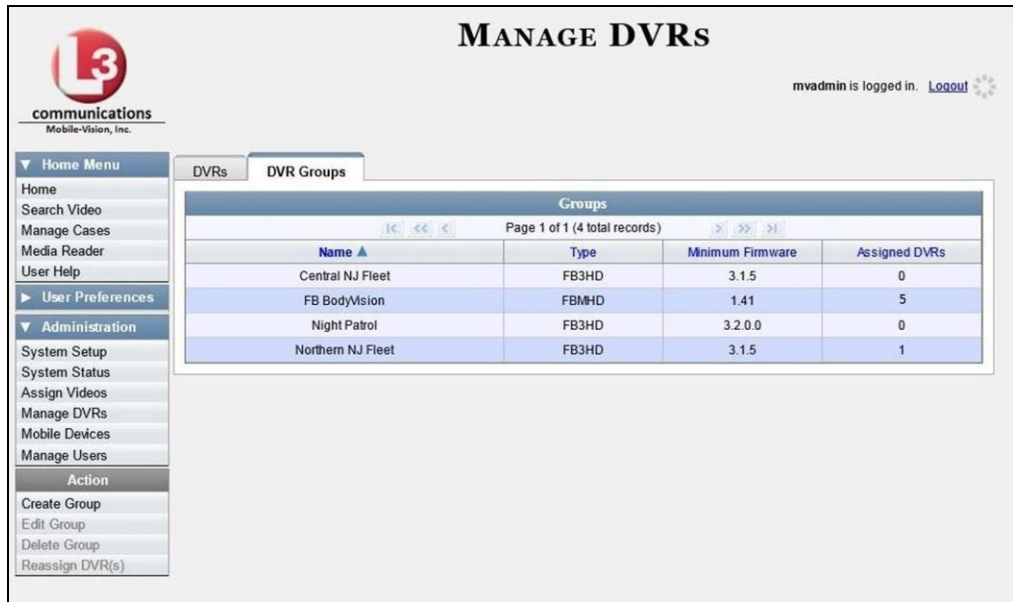 MANAGE DVRS
L3
communications
Mobile-Vision, Inc.
mvadmin is logged in. Logout
Home Menu
Home
Search Video
Manage Cases
Media Reader
User Help
User Preferences
Administration
System Setup
System Status
Assign Videos
Manage DVRs
Mobile Devices
Manage Users
Action
Create Group
Edit Group
Delete Group
Reassign DVR(s)
DVRs DVR Groups
Groups
|< << < Page 1 of 1 (4 total records) > >> >|
Name Type Minimum Firmware Assigned DVRs
Central NJ Fleet FB3HD 3.1.5 0
FB BodyVision FBMHD 1.41 5
Night Patrol FB3HD 3.2.0.0 0
Northern NJ Fleet FB3HD 3.1.5 1